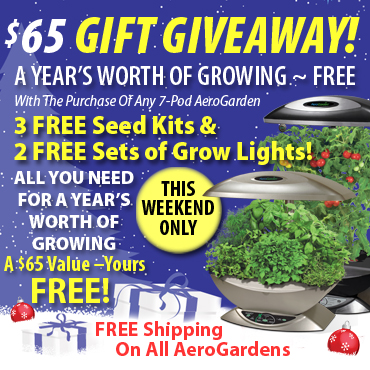 $65 GIFT GIVEAWAY!
A YEAR'S WORTH OF GROWING ~ FREE
With The Purchase Of Any 7-Pod AeroGarden
3 FREE Seed Kits &
2 FREE Sets of Grow Lights!
ALL YOU NEED
FOR A YEAR'S
WORTH OF
GROWING
A $65 Value –Yours
FREE!
THIS
WEEKEND
ONLY
FREE Shipping
On All AeroGardens